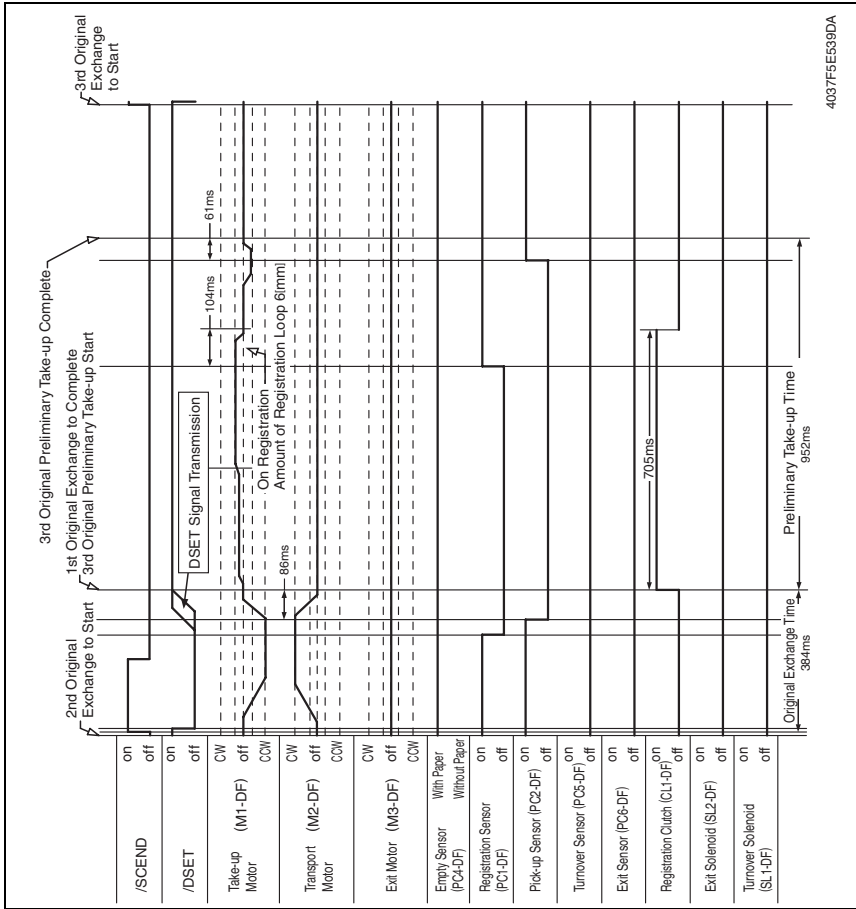 3rd Original
Exchange
to Start
3rd Original Preliminary Take-up Complete
1st Original Exchange to Complete
3rd Original Preliminary Take-up Start
2nd Original
Exchange to Start
DSET Signal Transmission
61ms
104ms
On Registration
Amount of Registration Loop 6[mm]
86ms
705ms
Original Exchange Time
384ms
Preliminary Take-up Time
952ms
/SCEND
on
off
/DSET
on
off
Take-up
Motor
(M1-DF)
CW
off
CCW
Transport
Motor
(M2-DF)
CW
off
CCW
Exit Motor (M3-DF)
CW
off
CCW
Empty Sensor
(PC4-DF)
With Paper
Without Paper
Registration Sensor
(PC1-DF)
on
off
Pick-up Sensor (PC2-DF)
on
off
Turnover Sensor (PC5-DF)
on
off
Exit Sensor (PC6-DF)
on
off
Registration Clutch (CL1-DF)
on
off
Exit Solenoid (SL2-DF)
on
off
Turnover Solenoid
(SL1-DF)
on
off
4037F5E539DA